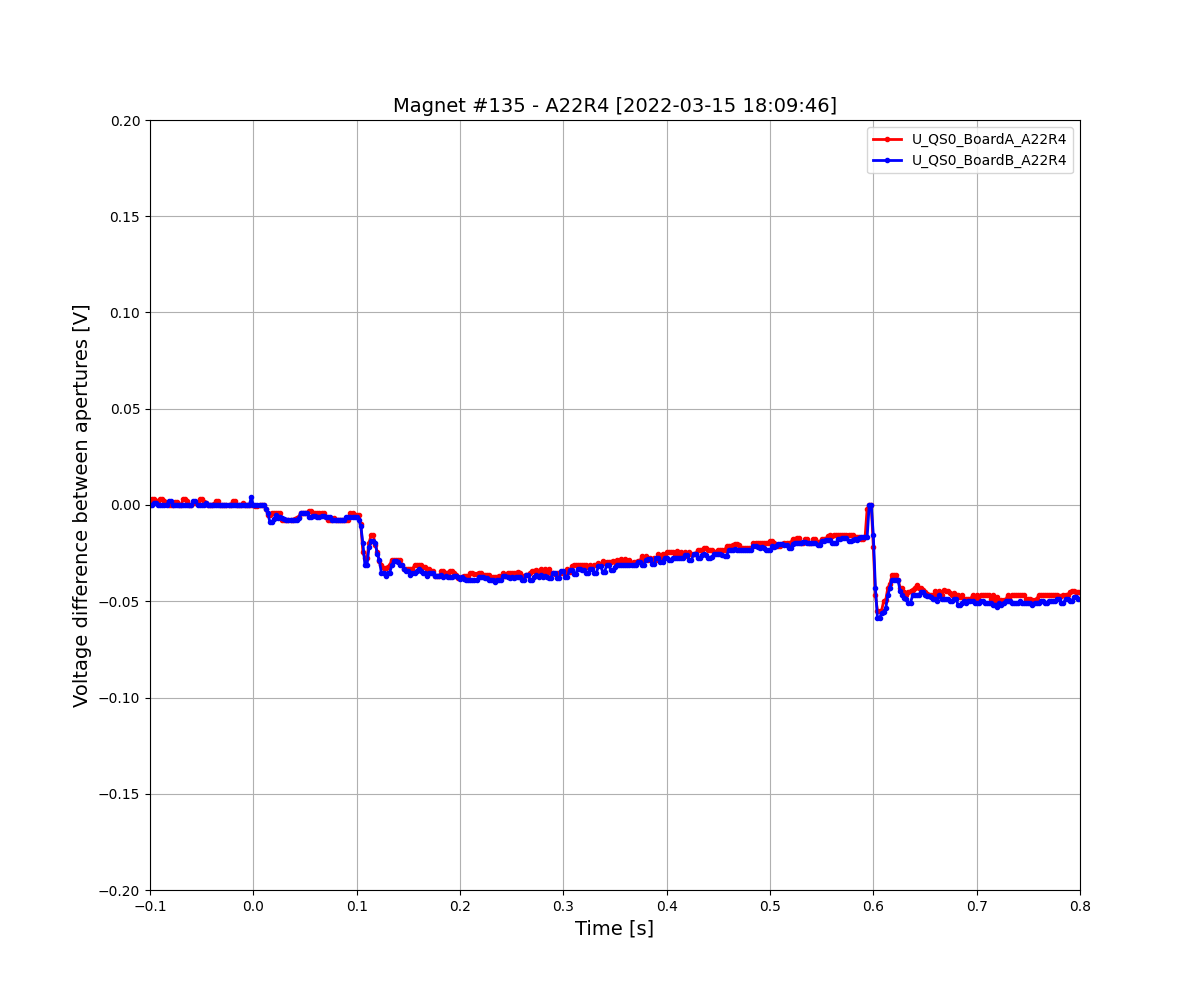 Magnet #135 - A22R4 [2022-03-15 18:09:46]
U_QS0_BoardA_A22R4
U_QS0_BoardB_A22R4
Voltage difference between apertures [V]
0.20
0.15
0.10
0.05
0.00
−0.05
−0.10
−0.15
−0.20
−0.1 0.0 0.1 0.2 0.3 0.4 0.5 0.6 0.7 0.8
Time [s]